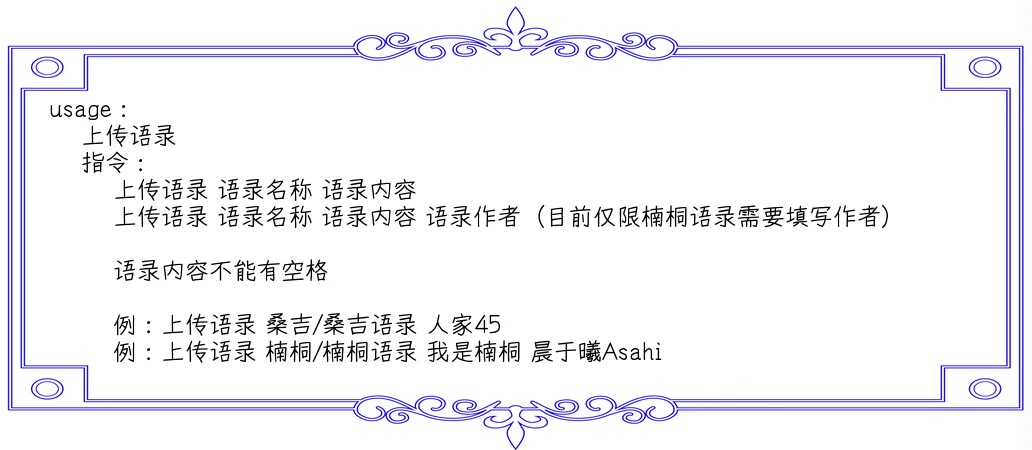 usage：
上传语录
指令：
上传语录 语录名称 语录内容
上传语录 语录名称 语录内容 语录作者（目前仅限楠桐语录需要填写作者）
语录内容不能有空格
例：上传语录 桑吉/桑吉语录 人家45
例：上传语录 楠桐/楠桐语录 我是楠桐 晨于曦Asahi